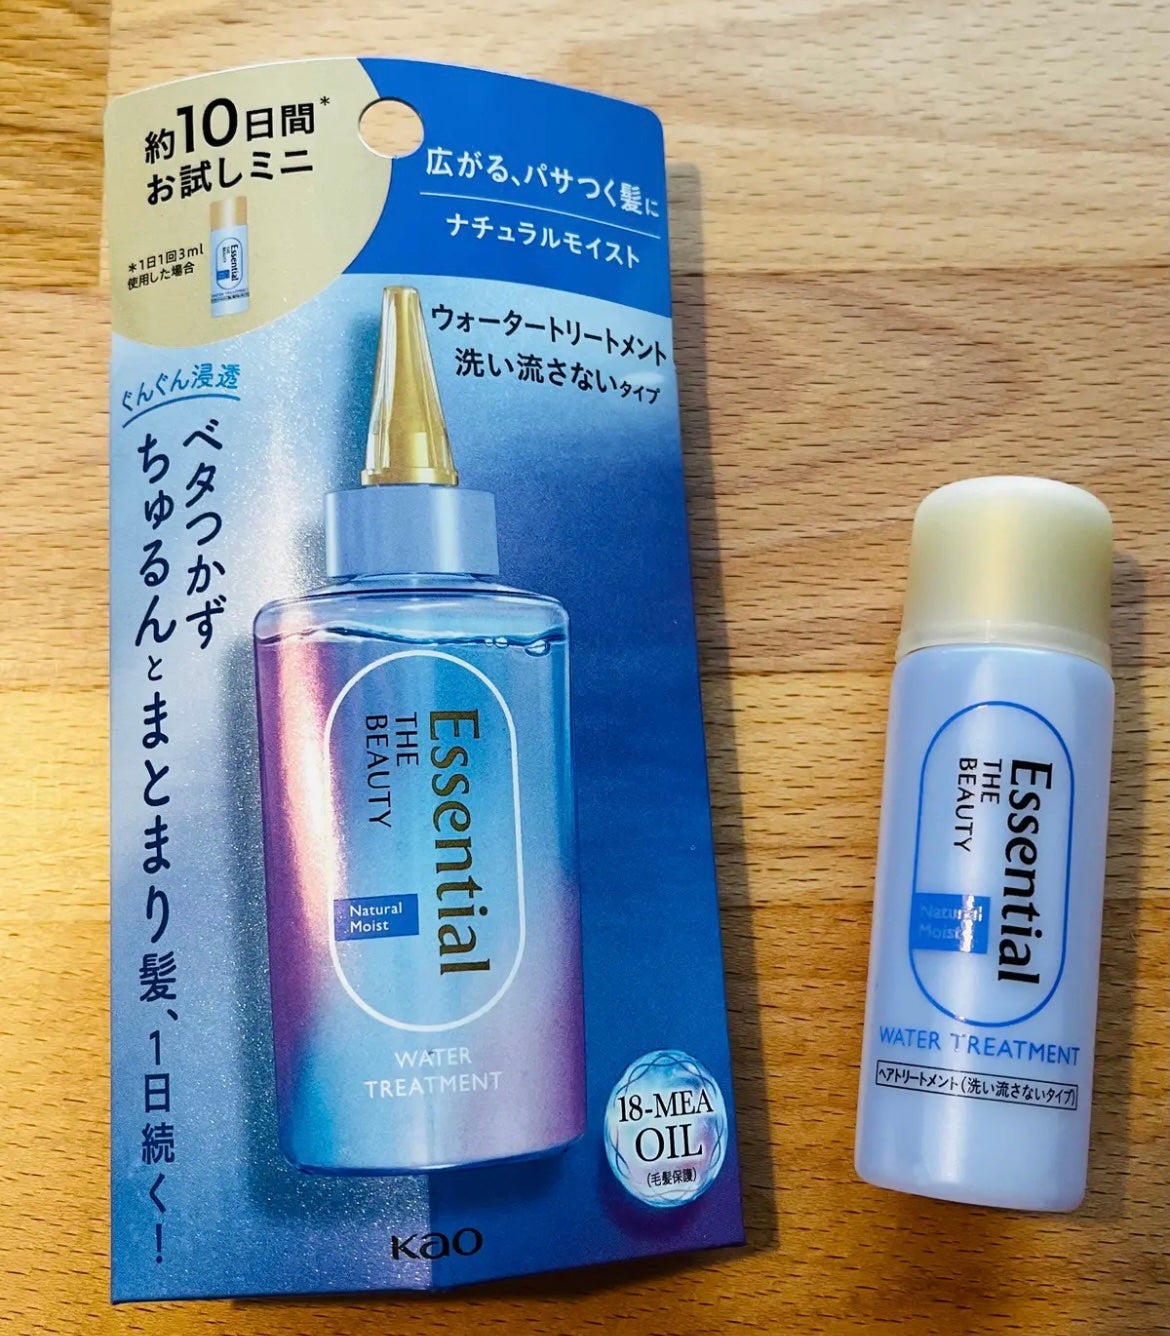 約10日間*
お試しミニ
*1日1回3ml
使用した場合
Essential
THE
BEAUTY
広がる、パサつく髪に
ナチュラルモイスト
ウォータートリートメント
洗い流さないタイプ
ぐんぐん浸透
ベタつかず
ちゅるんとまとまり髪、1日続く!
Essential
THE
BEAUTY
Natural
Moist
WATER
TREATMENT
18-MEA
OIL
(毛髪保護)
Kao
Essential
THE
BEAUTY
Natural
Moist
WATER TREATMENT
ヘアトリートメント(洗い流さないタイプ)